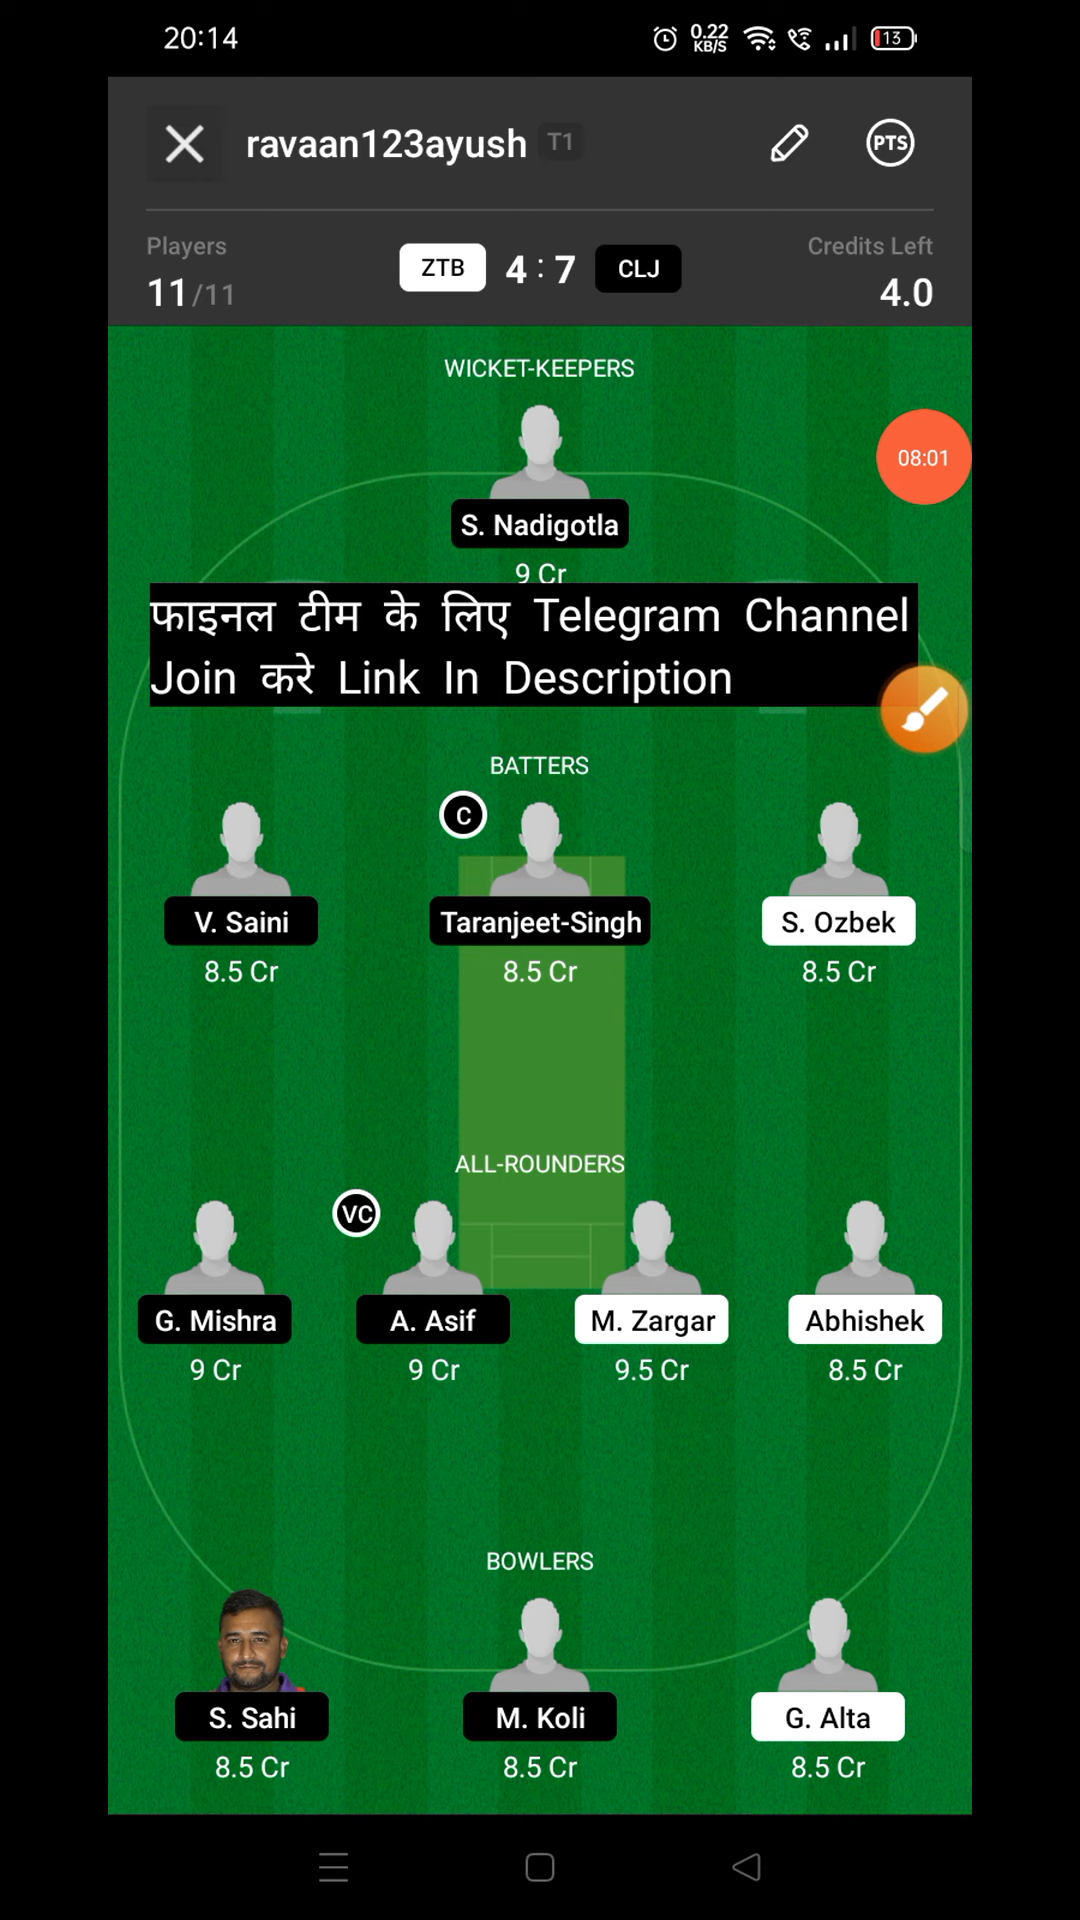 20:14
0.22
KB/S
13
ravaan123ayush T1
PTS
Players
Credits Left
ZTB 4 : 7 CLJ
11/11
4.0
WICKET-KEEPERS
08:01
S. Nadigotla
9 Cr
फाइनल टीम के लिए Telegram Channel
Join करे Link In Description
BATTERS
C
V. Saini Taranjeet-Singh S. Ozbek
8.5 Cr 8.5 Cr 8.5 Cr
ALL-ROUNDERS
VC
G. Mishra A. Asif M. Zargar Abhishek
9 Cr 9 Cr 9.5 Cr 8.5 Cr
BOWLERS
S. Sahi M. Koli G. Alta
8.5 Cr 8.5 Cr 8.5 Cr